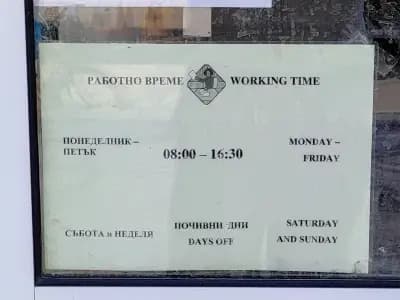 РАБОТНО ВРЕМЕ WORKING TIME
ПОНЕДЕЛНИК – MONDAY –
ПЕТЪК 08:00 – 16:30 FRIDAY
ПОЧИВНИ ДНИ SATURDAY
СЪБОТА и НЕДЕЛЯ DAYS OFF AND SUNDAY